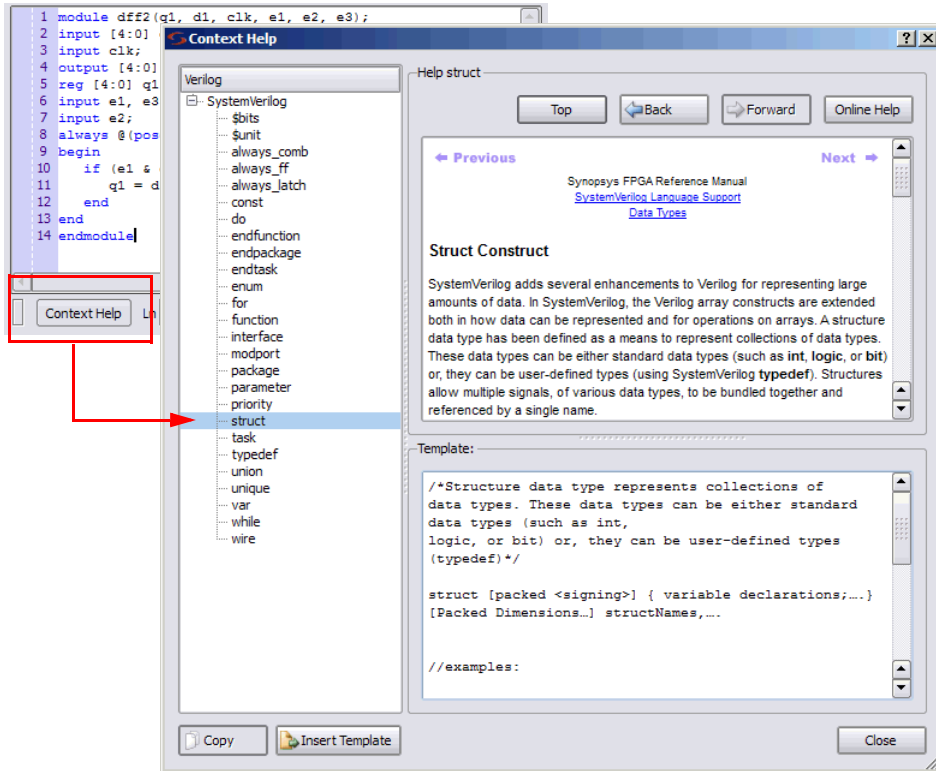 1 module dff2(q1, d1, clk, e1, e2, e3);
2 input [4:0]
3 input clk;
4 output [4:0]
5 reg [4:0] q1
6 input e1, e3
7 input e2;
8 always @(pos
9 begin
10 if (e1 &
11 q1 = d
12 end
13 end
14 endmodule
Context Help
Ln
Context Help
Verilog
SystemVerilog
$bits
$unit
always_comb
always_ff
always_latch
const
do
endfunction
endpackage
endtask
enum
for
function
interface
modport
package
parameter
priority
struct
task
typedef
union
unique
var
while
wire
Help struct
Top
Back
Forward
Online Help
Previous
Next
Synopsys FPGA Reference Manual
SystemVerilog Language Support
Data Types
Struct Construct
SystemVerilog adds several enhancements to Verilog for representing large
amounts of data. In SystemVerilog, the Verilog array constructs are extended
both in how data can be represented and for operations on arrays. A structure
data type has been defined as a means to represent collections of data types.
These data types can be either standard data types (such as int, logic, or bit)
or, they can be user-defined types (using SystemVerilog typedef). Structures
allow multiple signals, of various data types, to be bundled together and
referenced by a single name.
Template:
/*Structure data type represents collections of
data types. These data types can be either standard
data types (such as int,
logic, or bit) or, they can be user-defined types
(typedef)*/
struct [packed <signing>] { variable declarations;….}
[Packed Dimensions…] structNames,….
//examples:
Copy
Insert Template
Close